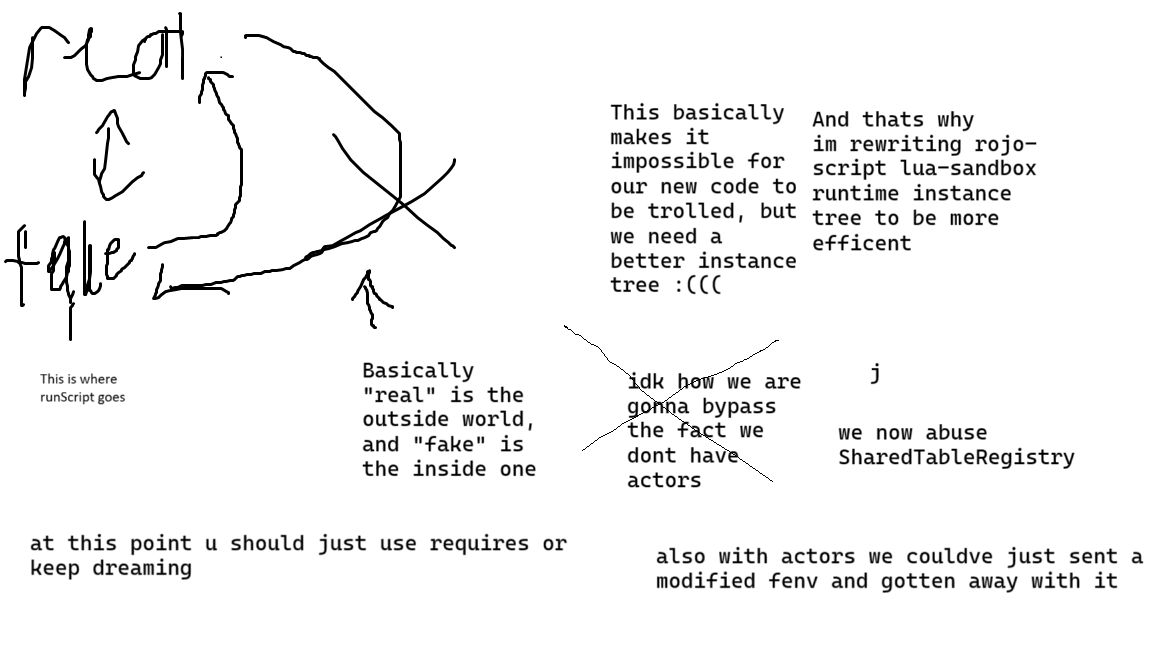 real
fake
This basically
makes it
impossible for
our new code to
be trolled, but
we need a
better instance
tree :(((
And thats why
im rewriting rojo-
script lua-sandbox
runtime instance
tree to be more
efficent
This is where
runScript goes
Basically
"real" is the
outside world,
and "fake" is
the inside one
idk how we are
gonna bypass
the fact we
dont have
actors
j
we now abuse
SharedTableRegistry
at this point u should just use requires or
keep dreaming
also with actors we couldve just sent a
modified fenv and gotten away with it